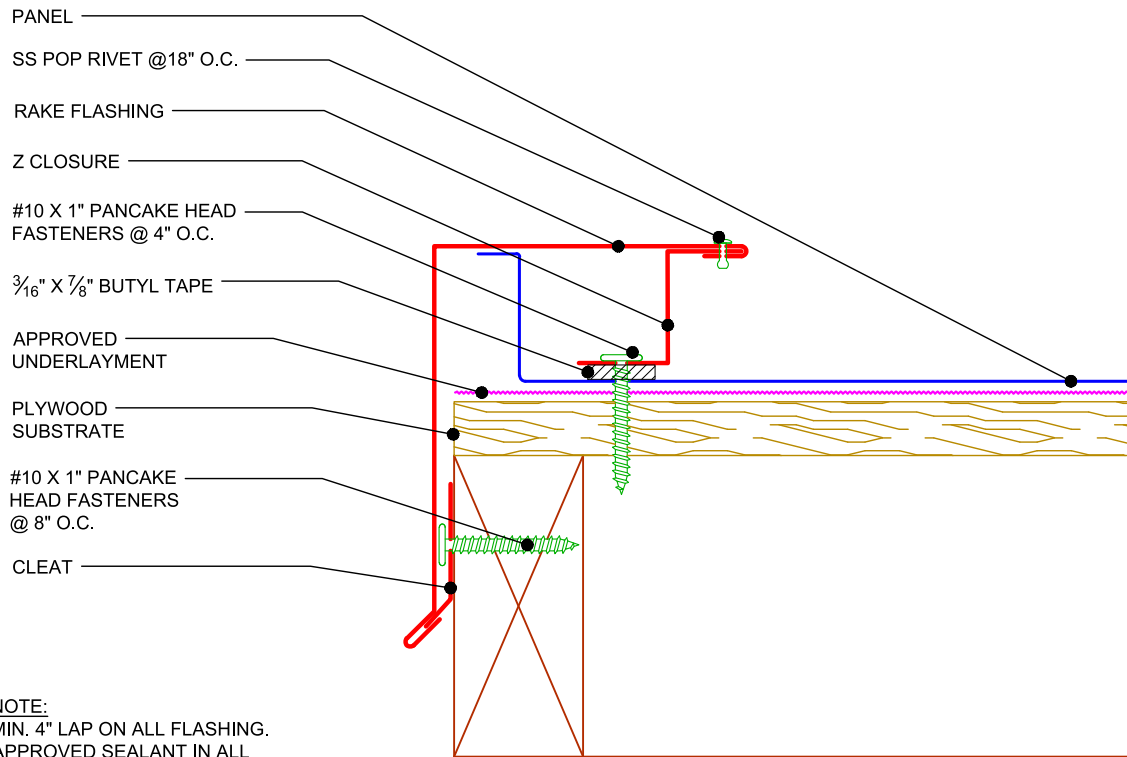 PANEL
SS POP RIVET @18" O.C.
RAKE FLASHING
Z CLOSURE
#10 X 1" PANCAKE HEAD
FASTENERS @ 4" O.C.
3⁄16" X 7⁄8" BUTYL TAPE
APPROVED
UNDERLAYMENT
PLYWOOD
SUBSTRATE
#10 X 1" PANCAKE
HEAD FASTENERS
@ 8" O.C.
CLEAT
NOTE:
MIN. 4" LAP ON ALL FLASHING.
APPROVED SEALANT IN ALL